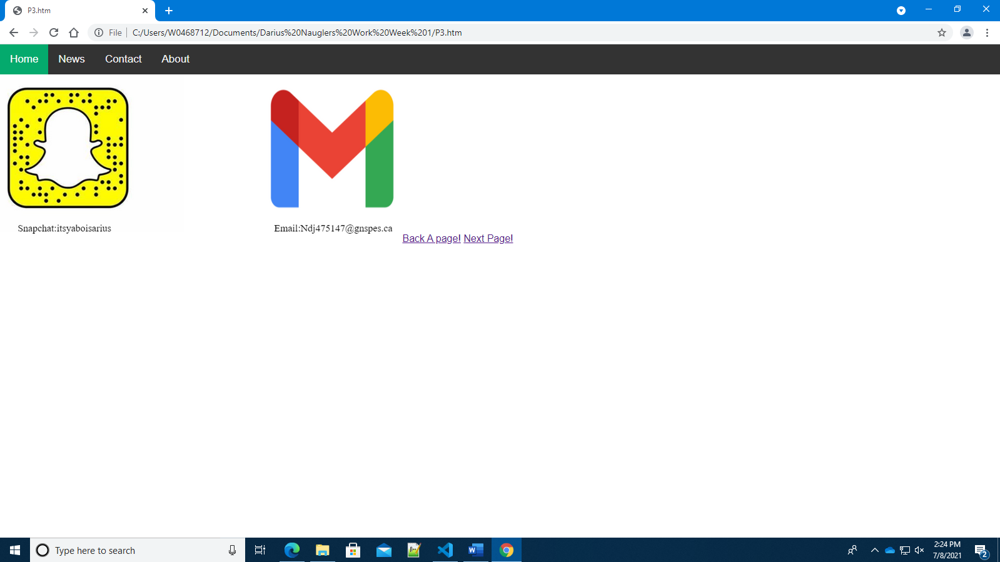 P3.htm
File
C:/Users/W0468712/Documents/Darius%20Nauglers%20Work%20Week%201/P3.htm
Home News Contact About
Snapchat:itsyaboisarius
Email:Ndj475147@gnspes.ca
Back A page! Next Page!
Type here to search
2:24 PM
7/8/2021
2